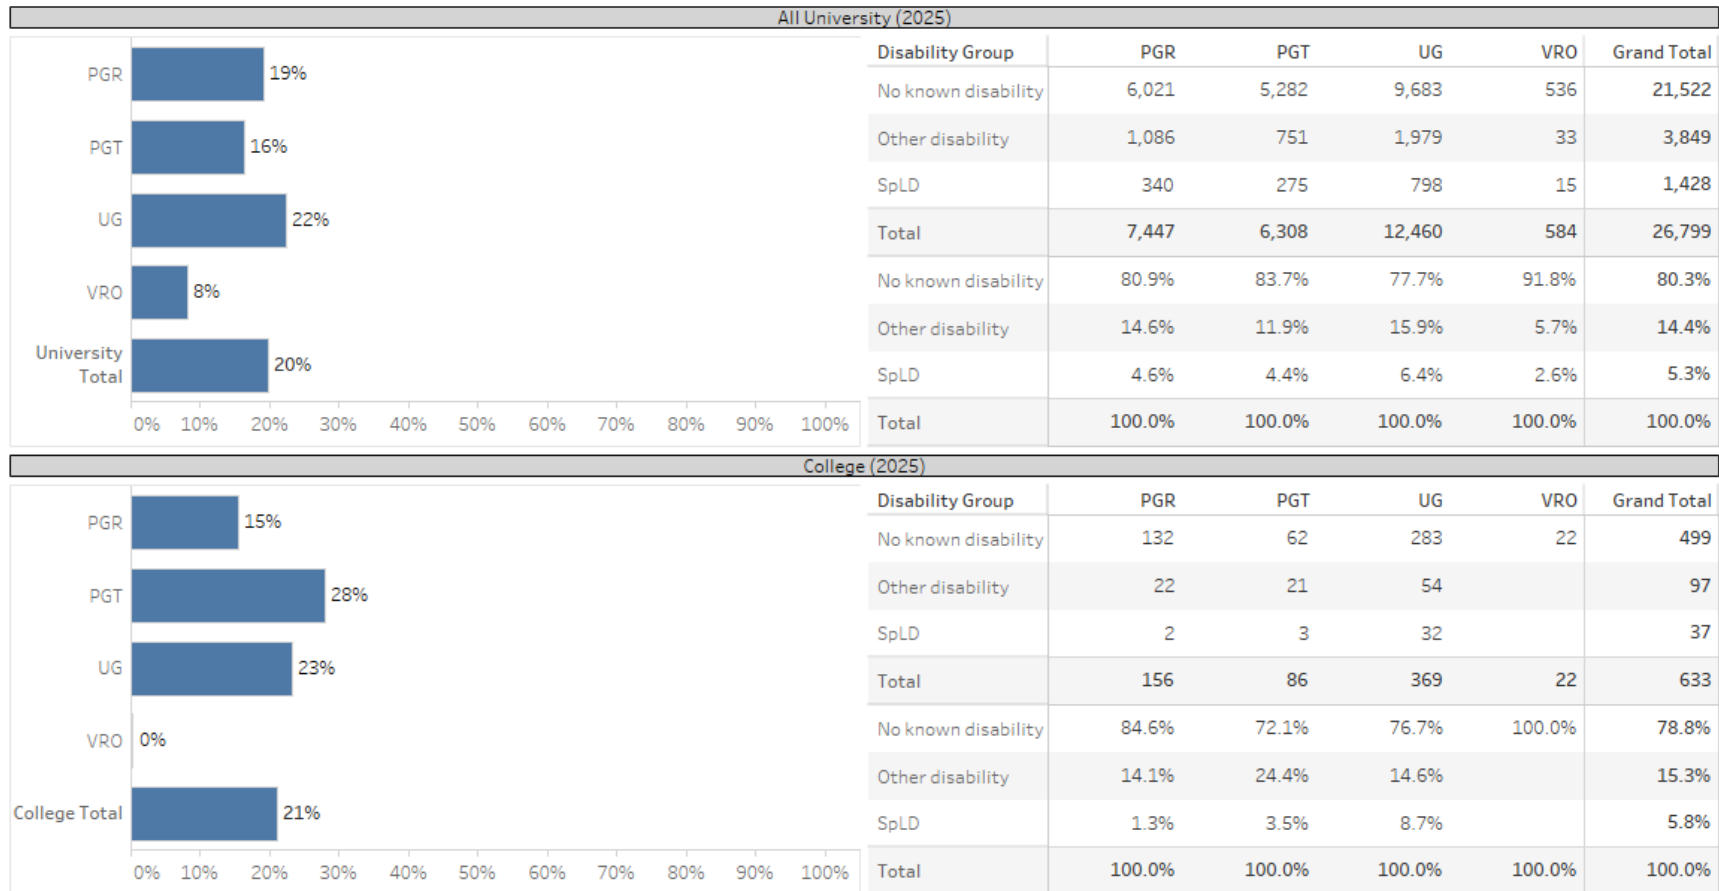 All University (2025)
PGR 19%
PGT 16%
UG 22%
VRO 8%
University
Total
20%
0% 10% 20% 30% 40% 50% 60% 70% 80% 90% 100%
Disability Group PGR PGT UG VRO Grand Total
No known disability 6,021 5,282 9,683 536 21,522
Other disability 1,086 751 1,979 33 3,849
SpLD 340 275 798 15 1,428
Total 7,447 6,308 12,460 584 26,799
No known disability 80.9% 83.7% 77.7% 91.8% 80.3%
Other disability 14.6% 11.9% 15.9% 5.7% 14.4%
SpLD 4.6% 4.4% 6.4% 2.6% 5.3%
Total 100.0% 100.0% 100.0% 100.0% 100.0%
College (2025)
PGR 15%
PGT 28%
UG 23%
VRO 0%
College Total 21%
0% 10% 20% 30% 40% 50% 60% 70% 80% 90% 100%
Disability Group PGR PGT UG VRO Grand Total
No known disability 132 62 283 22 499
Other disability 22 21 54 97
SpLD 2 3 32 37
Total 156 86 369 22 633
No known disability 84.6% 72.1% 76.7% 100.0% 78.8%
Other disability 14.1% 24.4% 14.6% 15.3%
SpLD 1.3% 3.5% 8.7% 5.8%
Total 100.0% 100.0% 100.0% 100.0% 100.0%